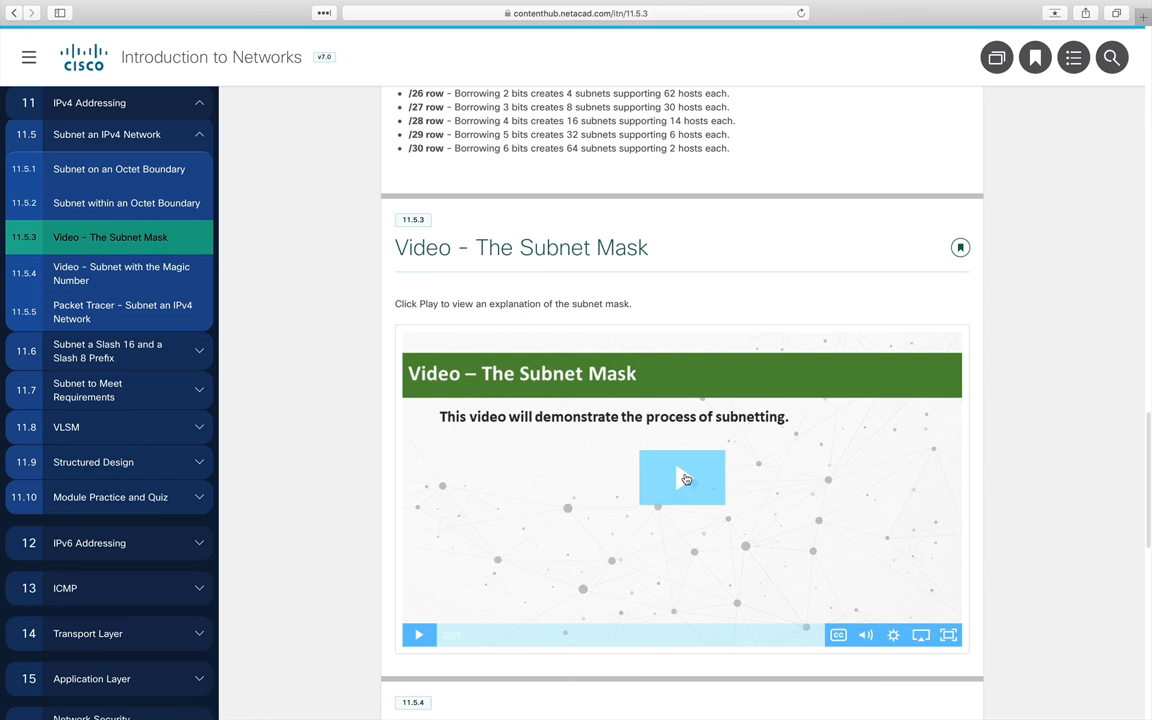 contenthub.netacad.com/itn/11.5.3
CISCO
Introduction to Networks
v7.0
11 IPv4 Addressing
11.5 Subnet an IPv4 Network
11.5.1 Subnet on an Octet Boundary
11.5.2 Subnet within an Octet Boundary
11.5.3 Video - The Subnet Mask
11.5.4 Video - Subnet with the Magic
Number
11.5.5 Packet Tracer - Subnet an IPv4
Network
11.6 Subnet a Slash 16 and a
Slash 8 Prefix
11.7 Subnet to Meet
Requirements
11.8 VLSM
11.9 Structured Design
11.10 Module Practice and Quiz
12 IPv6 Addressing
13 ICMP
14 Transport Layer
15 Application Layer
Network Security
• /26 row - Borrowing 2 bits creates 4 subnets supporting 62 hosts each.
• /27 row - Borrowing 3 bits creates 8 subnets supporting 30 hosts each.
• /28 row - Borrowing 4 bits creates 16 subnets supporting 14 hosts each.
• /29 row - Borrowing 5 bits creates 32 subnets supporting 6 hosts each.
• /30 row - Borrowing 6 bits creates 64 subnets supporting 2 hosts each.
11.5.3
Video - The Subnet Mask
Click Play to view an explanation of the subnet mask.
Video – The Subnet Mask
This video will demonstrate the process of subnetting.
CC
11.5.4